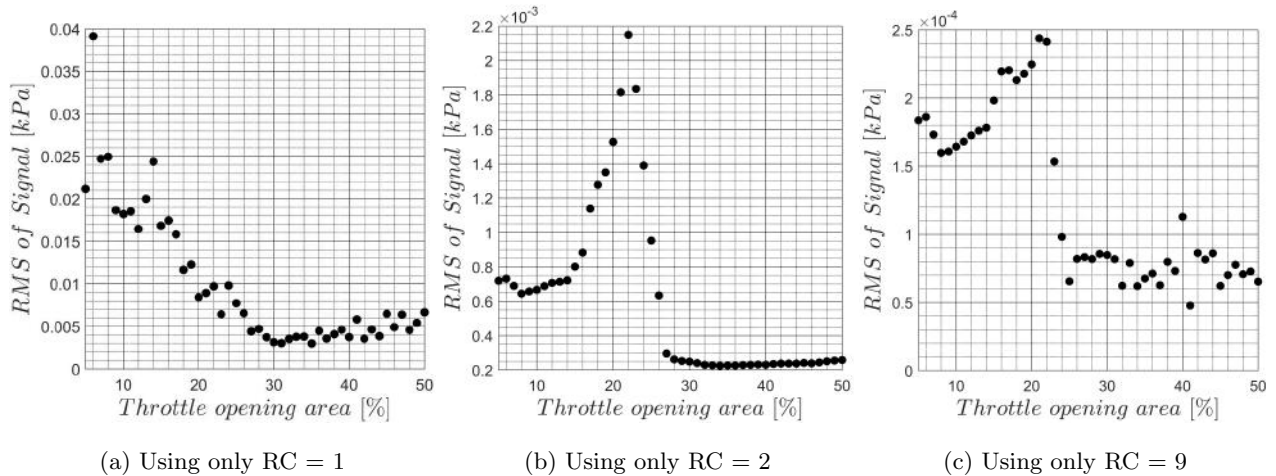 0.04
0.035
0.03
0.025
0.02
0.015
0.01
0.005
0
10 20 30 40 50
RMS of Signal [kPa]
Throttle opening area [%]
(a) Using only RC = 1
×10⁻³
2.2
2
1.8
1.6
1.4
1.2
1
0.8
0.6
0.4
0.2
10 20 30 40 50
RMS of Signal [kPa]
Throttle opening area [%]
(b) Using only RC = 2
×10⁻⁴
2.5
2
1.5
1
0.5
0
10 20 30 40 50
RMS of Signal [kPa]
Throttle opening area [%]
(c) Using only RC = 9